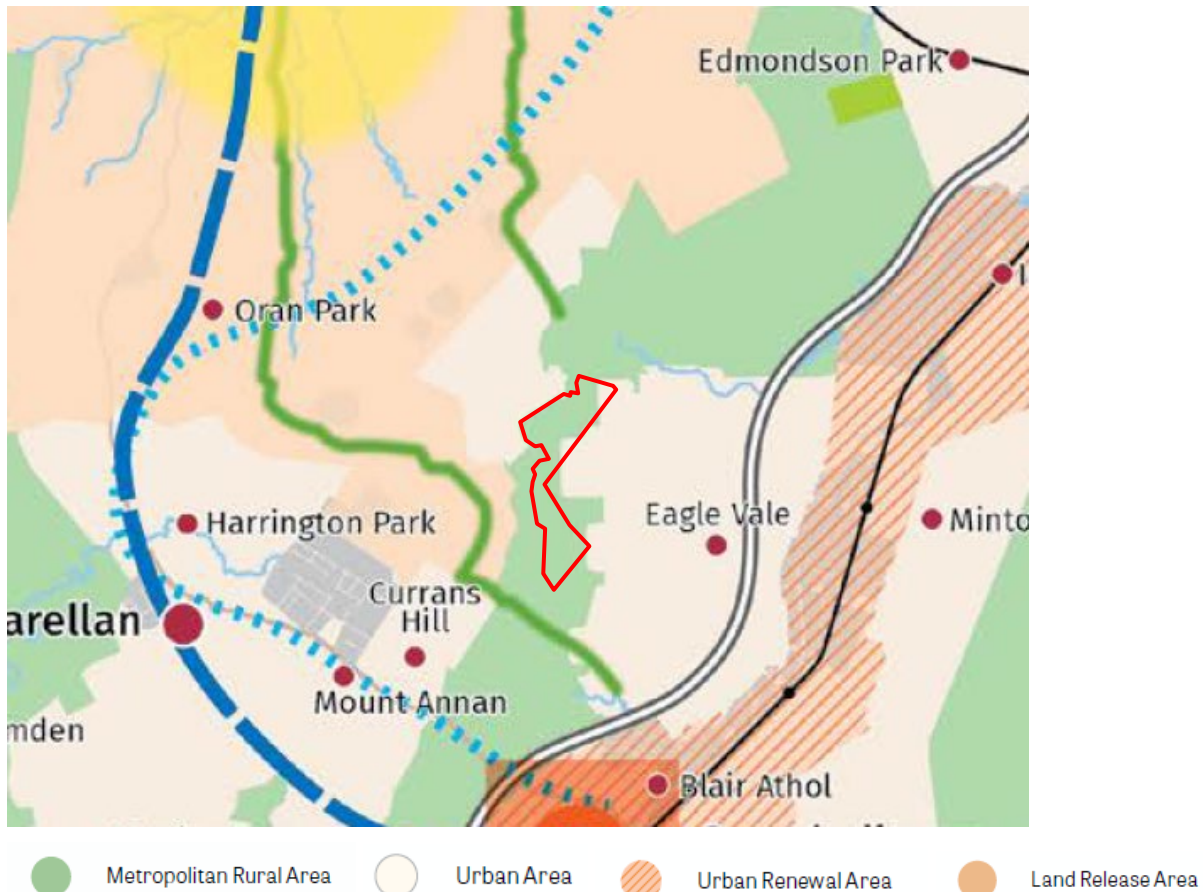 Edmondson Park
Oran Park
Harrington Park
Eagle Vale
Minto
arellan
Currans
Hill
Mount Annan
mden
Blair Athol
Metropolitan Rural Area
Urban Area
Urban Renewal Area
Land Release Area